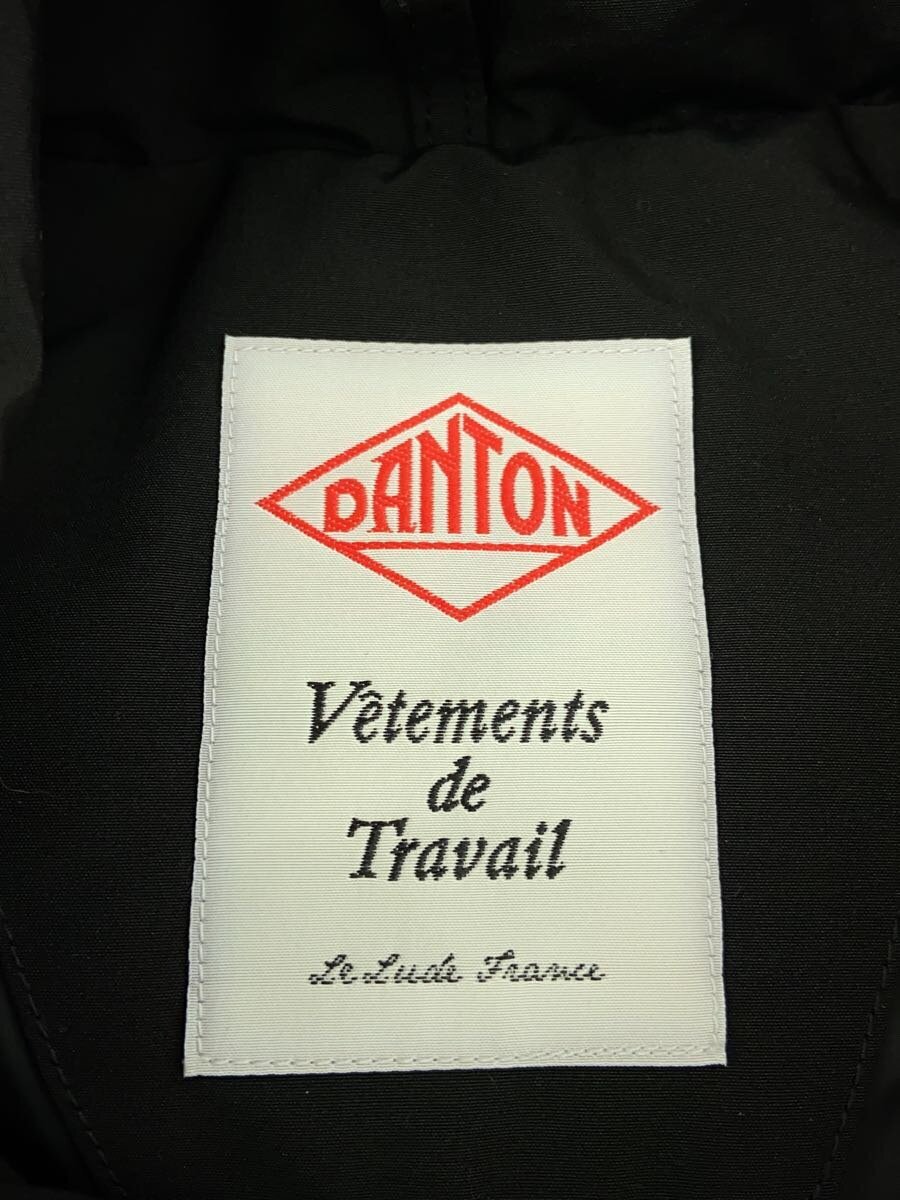 DANTON
Vêtements
de
Travail
Le Lude France